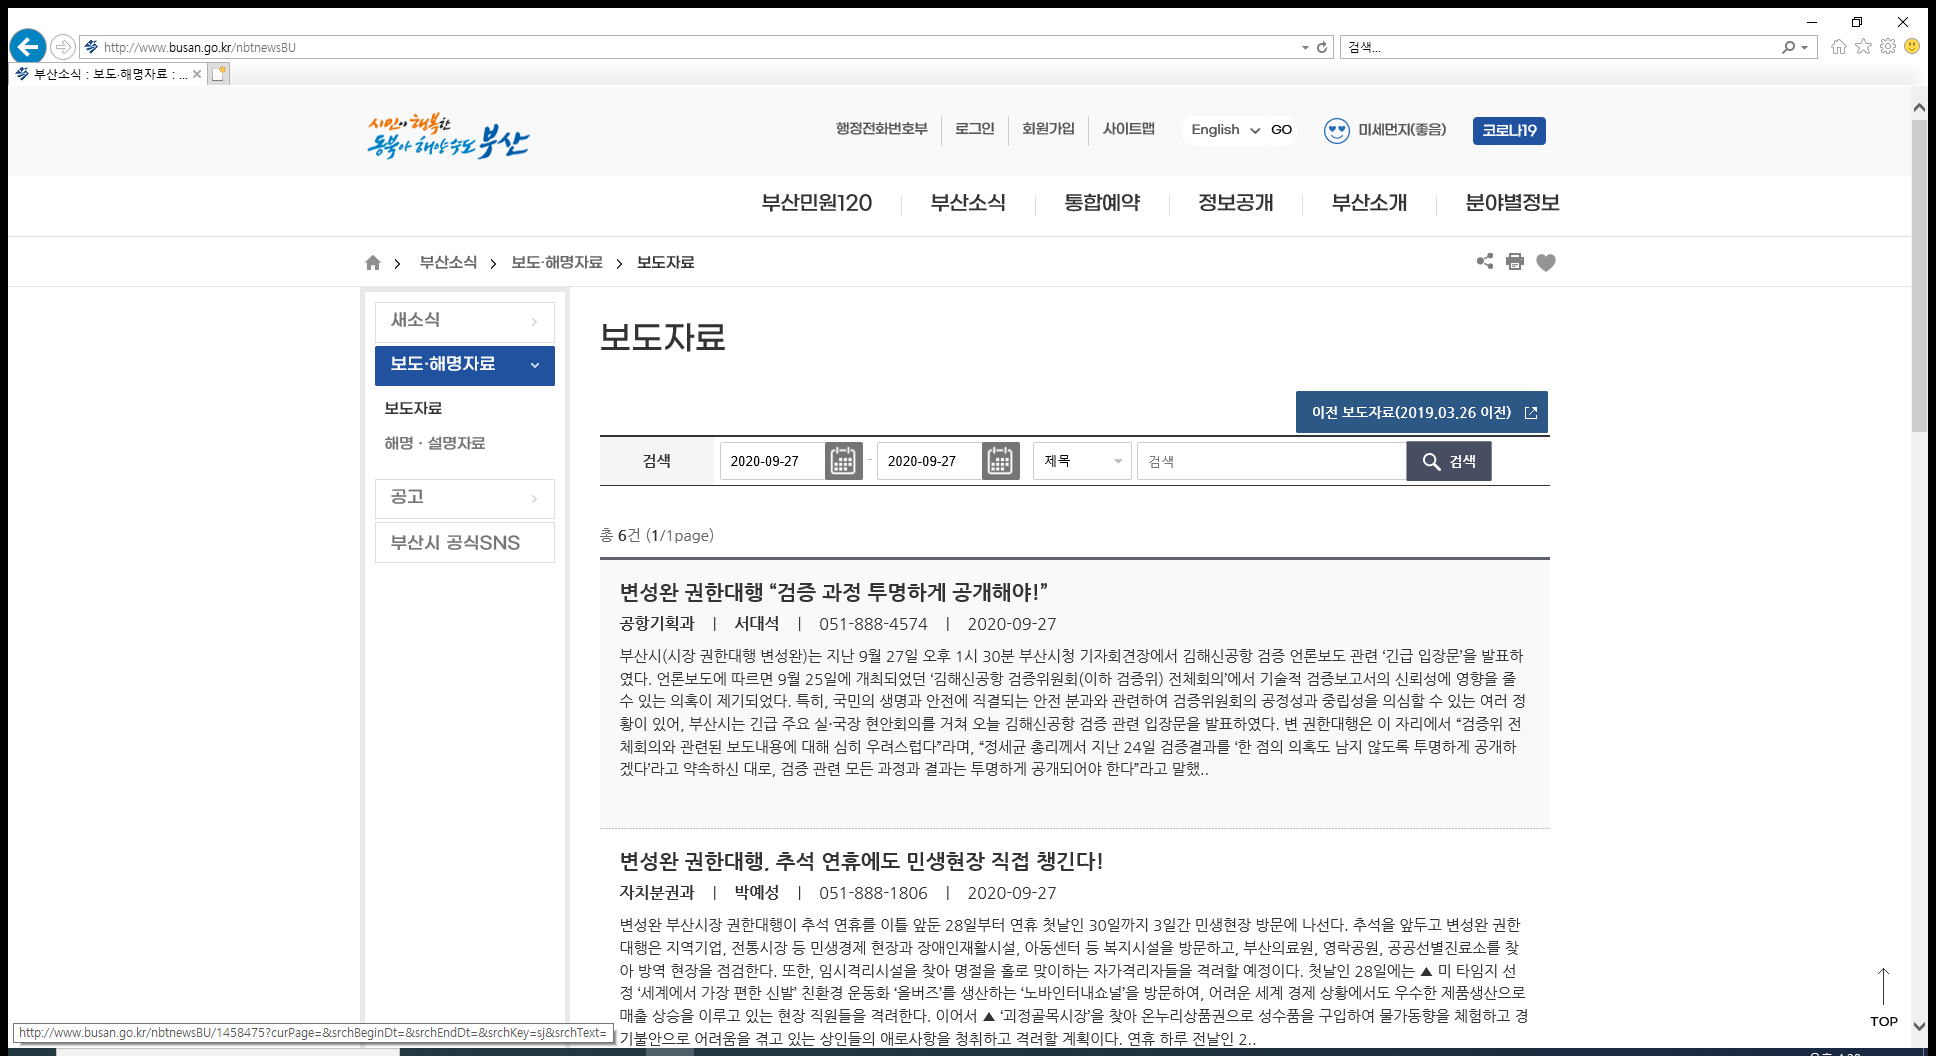 http://www.busan.go.kr/nbtnewsBU
검색...
부산소식 : 보도·해명자료 : ...
시민이 행복한
동북아 해양수도 부산
행정전화번호부
로그인
회원가입
사이트맵
English
GO
미세먼지(좋음)
코로나19
부산민원120
부산소식
통합예약
정보공개
부산소개
분야별정보
부산소식
보도·해명자료
보도자료
새소식
보도·해명자료
보도자료
해명 · 설명자료
공고
부산시 공식SNS
보도자료
이전 보도자료(2019.03.26 이전)
검색
2020-09-27
-
2020-09-27
제목
검색
검색
총 6건 (1/1page)
변성완 권한대행 “검증 과정 투명하게 공개해야!”
공항기획과 | 서대석 | 051-888-4574 | 2020-09-27
부산시(시장 권한대행 변성완)는 지난 9월 27일 오후 1시 30분 부산시청 기자회견장에서 김해신공항 검증 언론보도 관련 ‘긴급 입장문’을 발표하
였다. 언론보도에 따르면 9월 25일에 개최되었던 ‘김해신공항 검증위원회(이하 검증위) 전체회의’에서 기술적 검증보고서의 신뢰성에 영향을 줄
수 있는 의혹이 제기되었다. 특히, 국민의 생명과 안전에 직결되는 안전 분과와 관련하여 검증위원회의 공정성과 중립성을 의심할 수 있는 여러 정
황이 있어, 부산시는 긴급 주요 실·국장 현안회의를 거쳐 오늘 김해신공항 검증 관련 입장문을 발표하였다. 변 권한대행은 이 자리에서 “검증위 전
체회의와 관련된 보도내용에 대해 심히 우려스럽다”라며, “정세균 총리께서 지난 24일 검증결과를 ‘한 점의 의혹도 남지 않도록 투명하게 공개하
겠다’라고 약속하신 대로, 검증 관련 모든 과정과 결과는 투명하게 공개되어야 한다”라고 말했..
변성완 권한대행, 추석 연휴에도 민생현장 직접 챙긴다!
자치분권과 | 박예성 | 051-888-1806 | 2020-09-27
변성완 부산시장 권한대행이 추석 연휴를 이틀 앞둔 28일부터 연휴 첫날인 30일까지 3일간 민생현장 방문에 나선다. 추석을 앞두고 변성완 권한
대행은 지역기업, 전통시장 등 민생경제 현장과 장애인재활시설, 아동센터 등 복지시설을 방문하고, 부산의료원, 영락공원, 공공선별진료소를 찾
아 방역 현장을 점검한다. 또한, 임시격리시설을 찾아 명절을 홀로 맞이하는 자가격리자들을 격려할 예정이다. 첫날인 28일에는 ▲ 미 타임지 선
정 ‘세계에서 가장 편한 신발’ 친환경 운동화 ‘올버즈’를 생산하는 ‘노바인터내쇼널’을 방문하여, 어려운 세계 경제 상황에서도 우수한 제품생산으로
매출 상승을 이루고 있는 현장 직원들을 격려한다. 이어서 ▲ ‘괴정골목시장’을 찾아 온누리상품권으로 성수품을 구입하여 물가동향을 체험하고 경
기불안으로 어려움을 겪고 있는 상인들의 애로사항을 청취하고 격려할 계획이다. 연휴 하루 전날인 2..
TOP
http://www.busan.go.kr/nbtnewsBU/1458475?curPage=&srchBeginDt=&srchEndDt=&srchKey=sj&srchText=